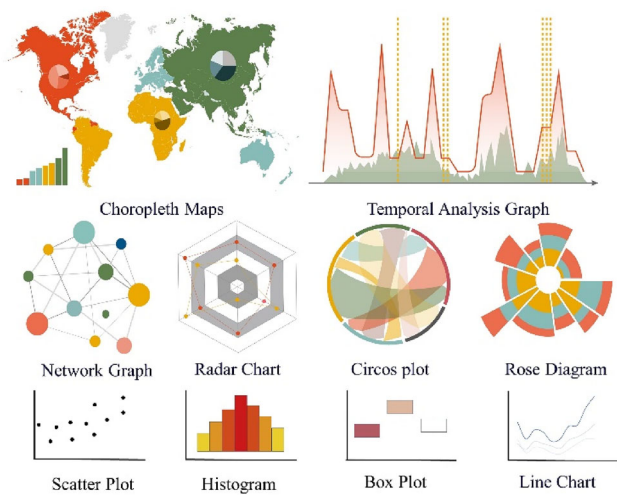 Choropleth Maps
Temporal Analysis Graph
Network Graph
Radar Chart
Circos plot
Rose Diagram
Scatter Plot
Histogram
Box Plot
Line Chart